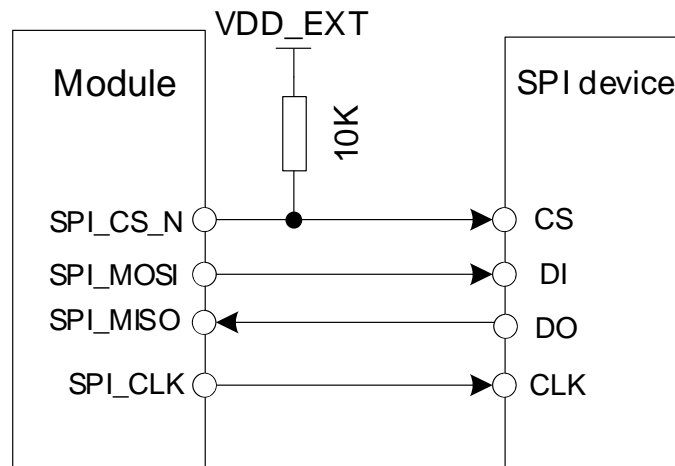 VDD_EXT
Module
SPI device
10K
SPI_CS_N
CS
SPI_MOSI
DI
SPI_MISO
DO
SPI_CLK
CLK